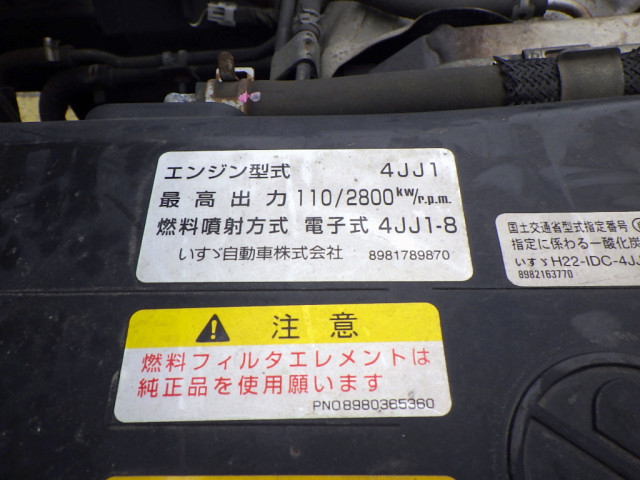 エンジン型式 4JJ1
最高出力 110/2800kw/r.p.m.
燃料噴射方式 電子式 4JJ1-8
いすゞ自動車株式会社 8981789870
国土交通省型式指定番号
指定に係わる一酸化炭
いすゞH22-IDC-4JJ
8982163770
注意
燃料フィルタエレメントは
純正品を使用願います
PNO8980365360